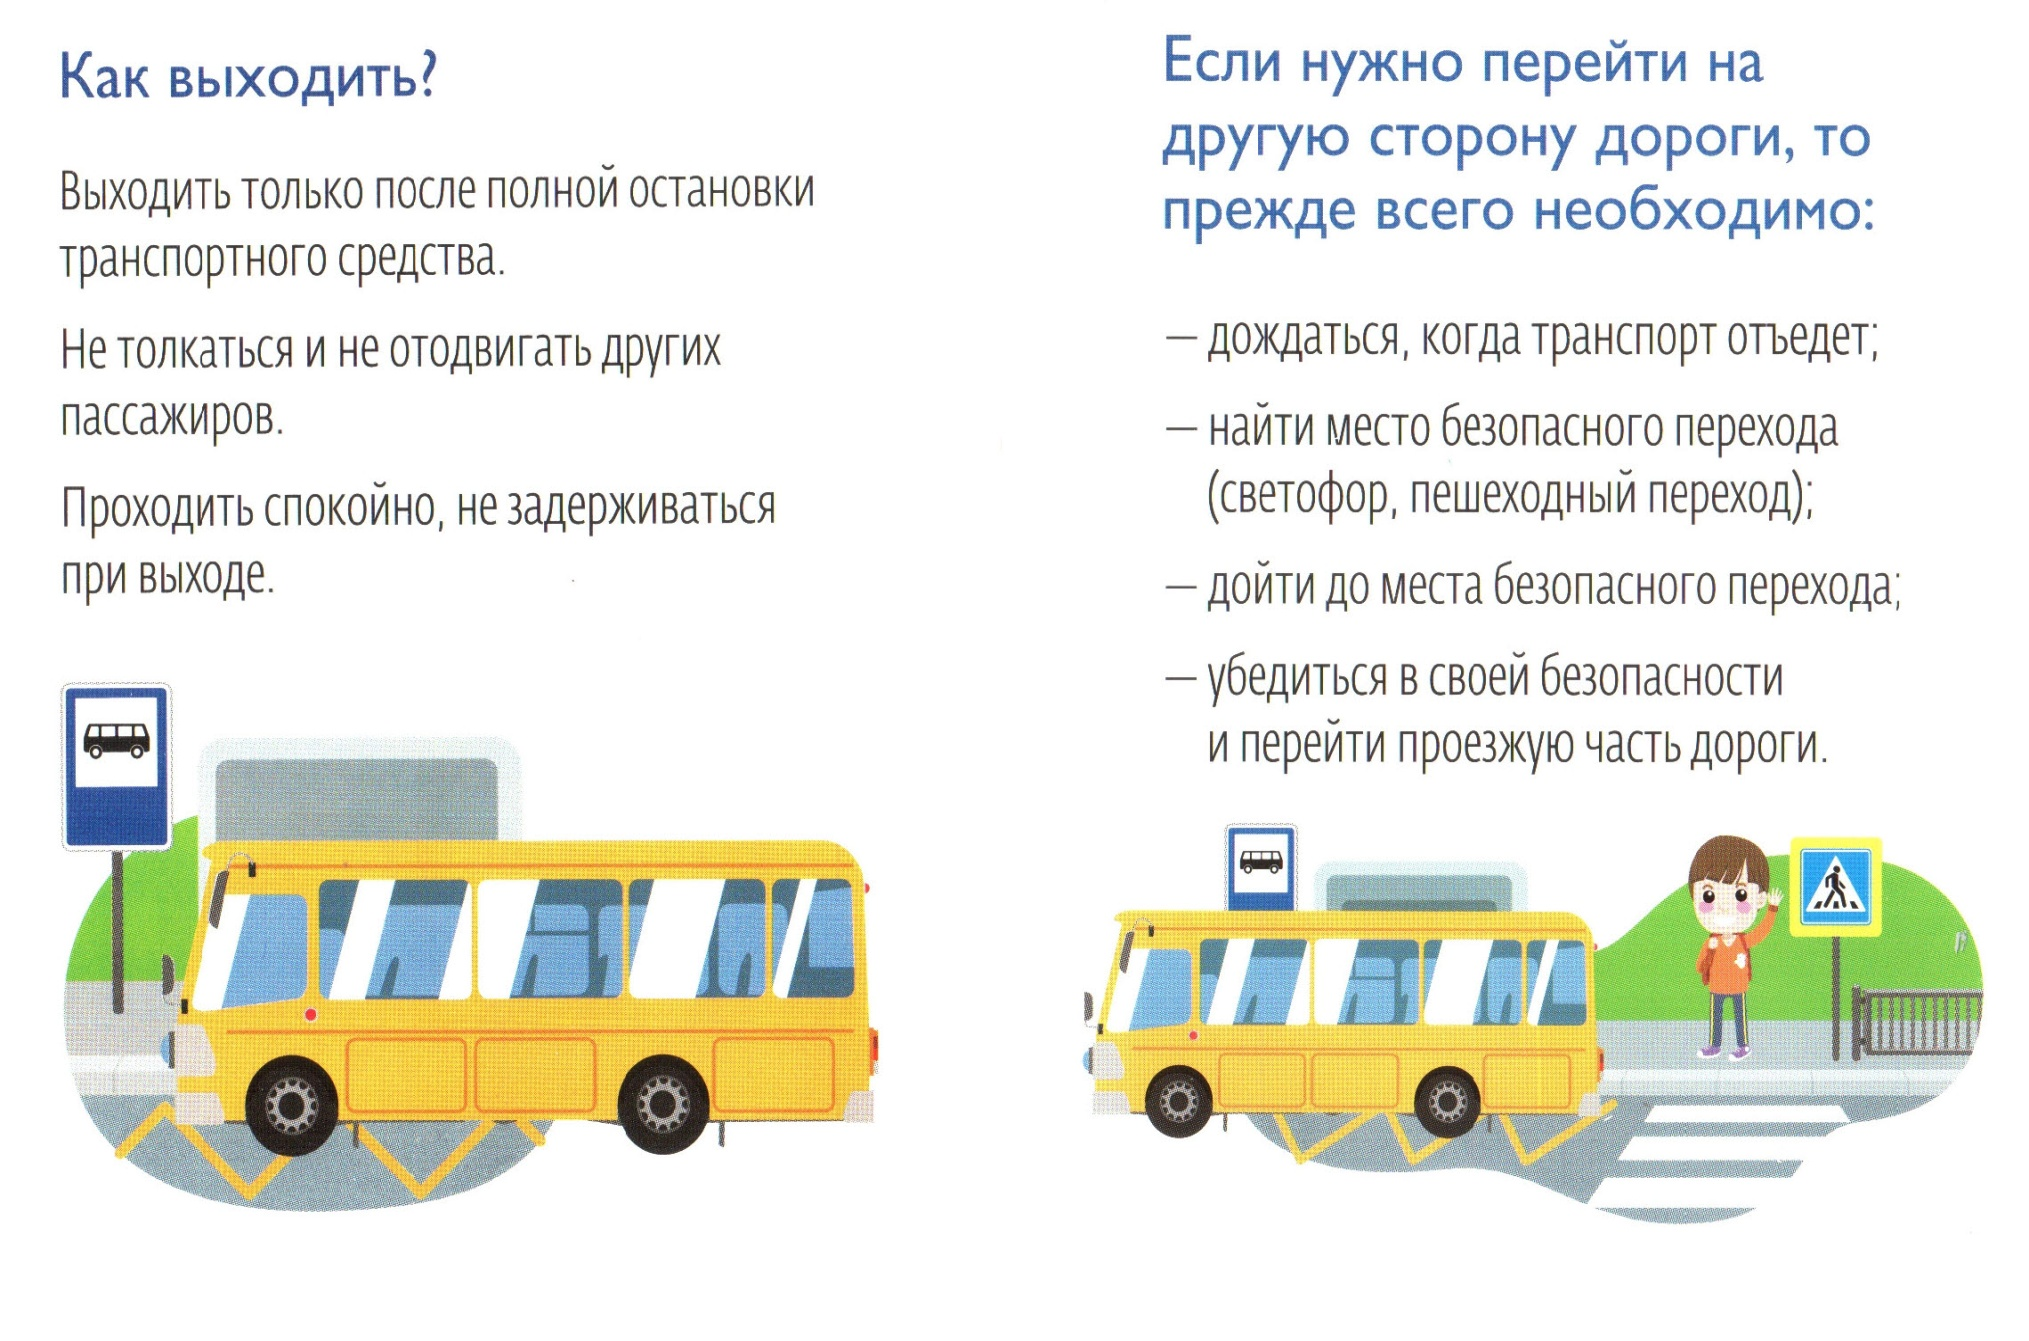 Как выходить?
Выходить только после полной остановки
транспортного средства.
Не толкаться и не отодвигать других
пассажиров.
Проходить спокойно, не задерживаться
при выходе.
Если нужно перейти на
другую сторону дороги, то
прежде всего необходимо:
— дождаться, когда транспорт отъедет;
— найти место безопасного перехода
(светофор, пешеходный переход);
— дойти до места безопасного перехода;
— убедиться в своей безопасности
и перейти проезжую часть дороги.